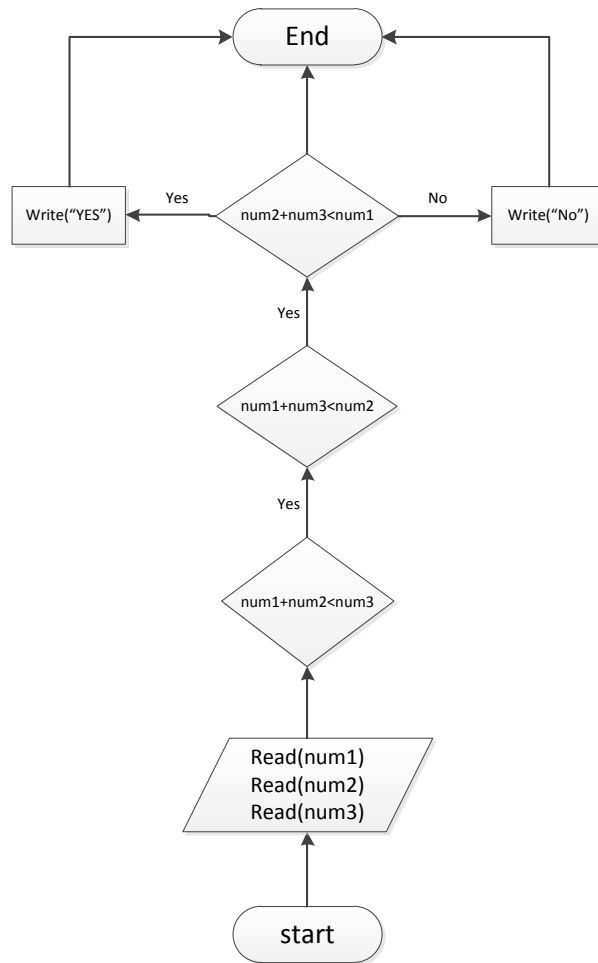 End
Yes
No
Write("YES")
num2+num3<num1
Write("No")
Yes
num1+num3<num2
Yes
num1+num2<num3
Read(num1)
Read(num2)
Read(num3)
start